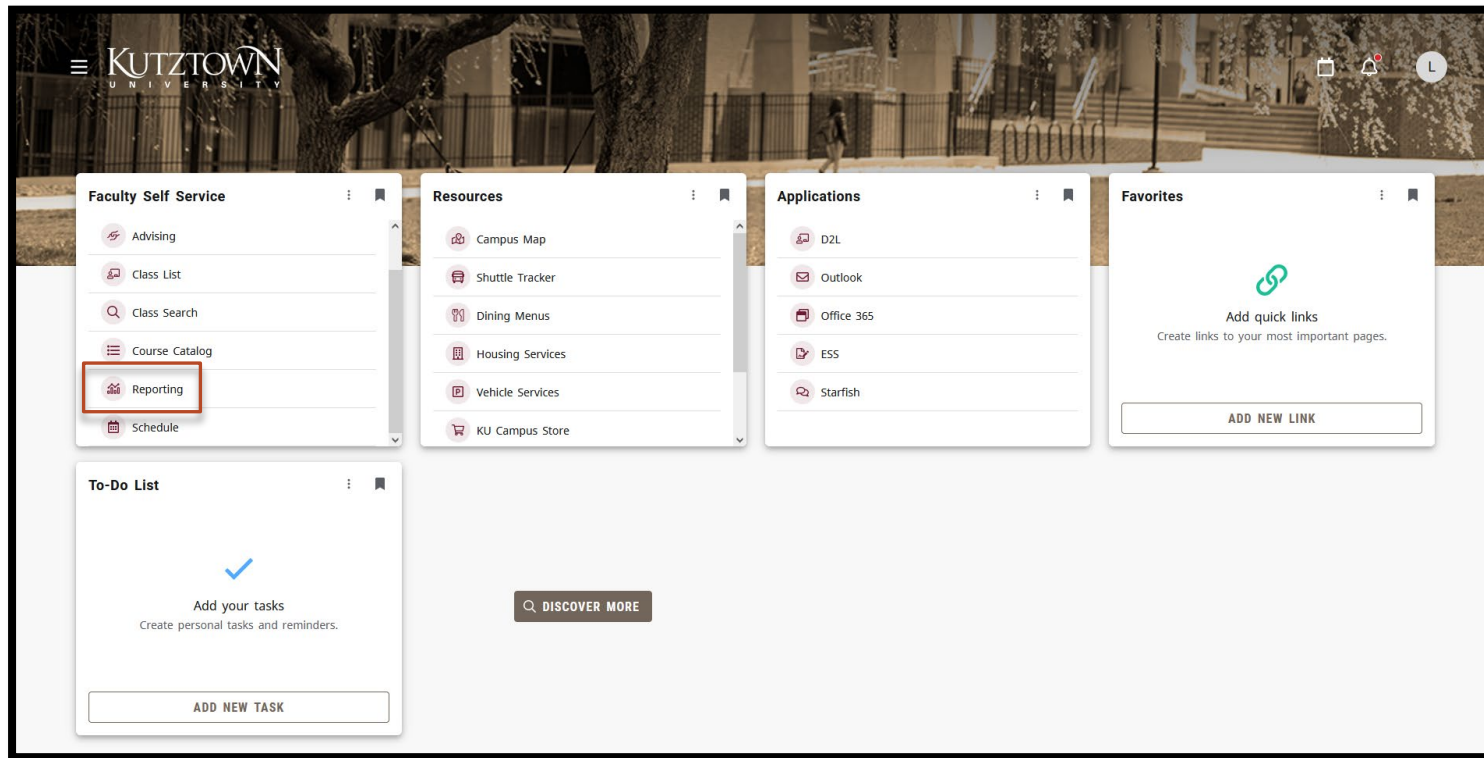 KUTZTOWN
UNIVERSITY
L
Faculty Self Service
Advising
Class List
Class Search
Course Catalog
Reporting
Schedule
Resources
Campus Map
Shuttle Tracker
Dining Menus
Housing Services
Vehicle Services
KU Campus Store
Applications
D2L
Outlook
Office 365
ESS
Starfish
Favorites
Add quick links
Create links to your most important pages.
ADD NEW LINK
To-Do List
Add your tasks
Create personal tasks and reminders.
ADD NEW TASK
DISCOVER MORE